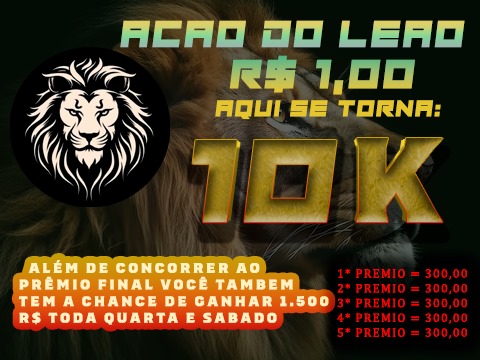 ACAO DO LEAO
R$ 1,00
AQUI SE TORNA:
10K
ALÉM DE CONCORRER AO
PRÊMIO FINAL VOCÊ TAMBEM
TEM A CHANCE DE GANHAR 1.500
R$ TODA QUARTA E SABADO
1* PREMIO = 300,00
2* PREMIO = 300,00
3* PREMIO = 300,00
4* PREMIO = 300,00
5* PREMIO = 300,00